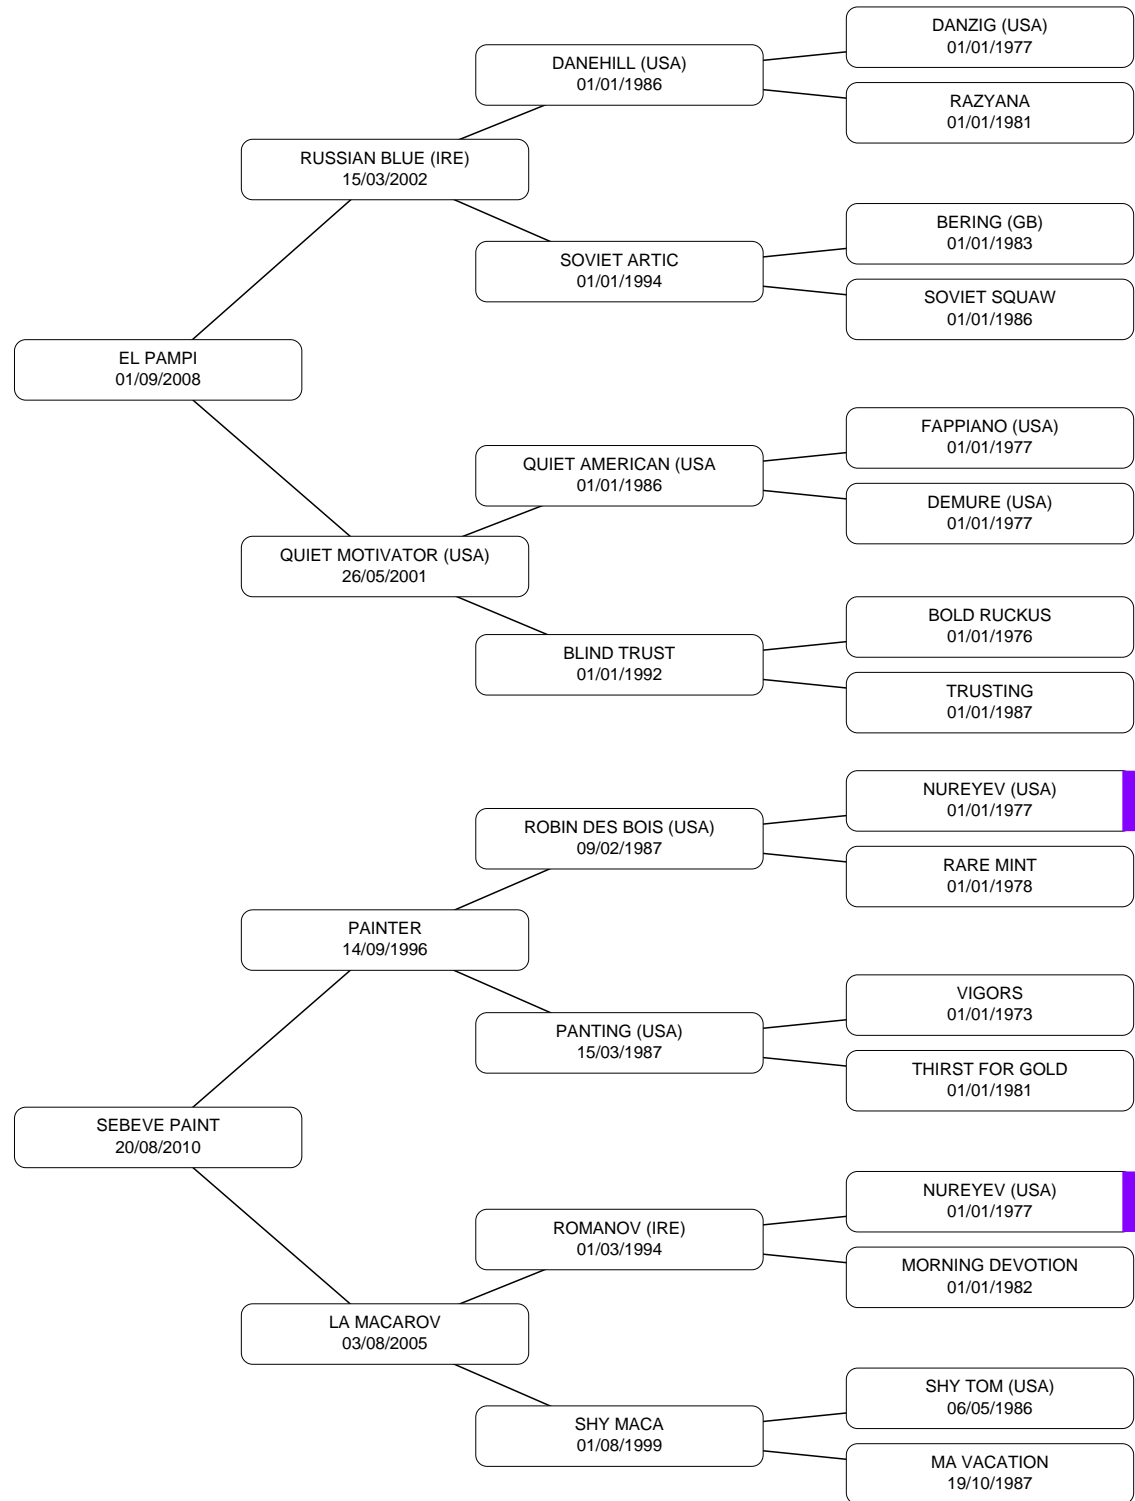 DANZIG (USA)
01/01/1977
DANEHILL (USA)
01/01/1986
RAZYANA
01/01/1981
RUSSIAN BLUE (IRE)
15/03/2002
BERING (GB)
01/01/1983
SOVIET ARTIC
01/01/1994
SOVIET SQUAW
01/01/1986
EL PAMPI
01/09/2008
FAPPIANO (USA)
01/01/1977
QUIET AMERICAN (USA
01/01/1986
DEMURE (USA)
01/01/1977
QUIET MOTIVATOR (USA)
26/05/2001
BOLD RUCKUS
01/01/1976
BLIND TRUST
01/01/1992
TRUSTING
01/01/1987
NUREYEV (USA)
01/01/1977
ROBIN DES BOIS (USA)
09/02/1987
RARE MINT
01/01/1978
PAINTER
14/09/1996
VIGORS
01/01/1973
PANTING (USA)
15/03/1987
THIRST FOR GOLD
01/01/1981
SEBEVE PAINT
20/08/2010
NUREYEV (USA)
01/01/1977
ROMANOV (IRE)
01/03/1994
MORNING DEVOTION
01/01/1982
LA MACAROV
03/08/2005
SHY TOM (USA)
06/05/1986
SHY MACA
01/08/1999
MA VACATION
19/10/1987